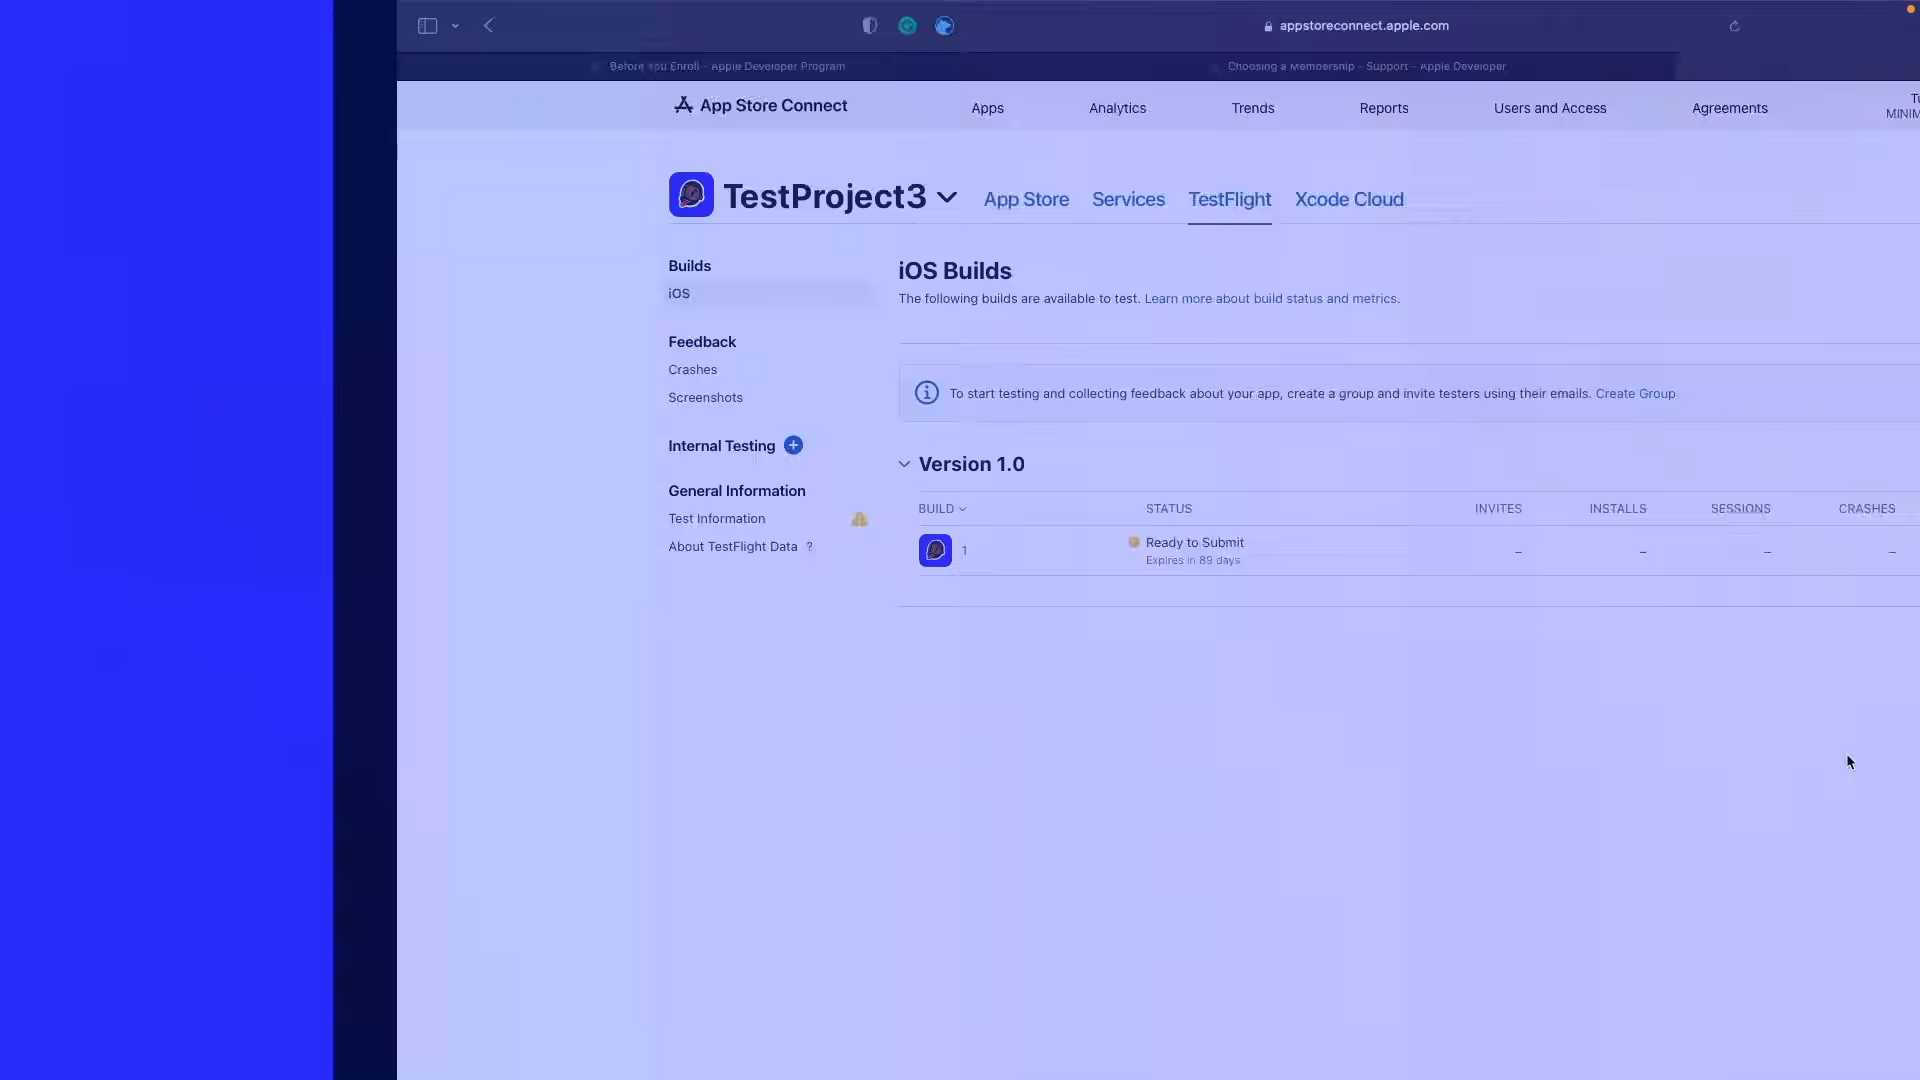 appstoreconnect.apple.com
Before You Enroll - Apple Developer Program
Choosing a Membership - Support - Apple Developer
App Store Connect
Apps
Analytics
Trends
Reports
Users and Access
Agreements
TestProject3
App Store
Services
TestFlight
Xcode Cloud
Builds
iOS
Feedback
Crashes
Screenshots
Internal Testing
General Information
Test Information
About TestFlight Data ?
iOS Builds
The following builds are available to test. Learn more about build status and metrics.
To start testing and collecting feedback about your app, create a group and invite testers using their emails. Create Group
Version 1.0
BUILD STATUS INVITES INSTALLS SESSIONS CRASHES
1 Ready to Submit – – – –
Expires in 89 days